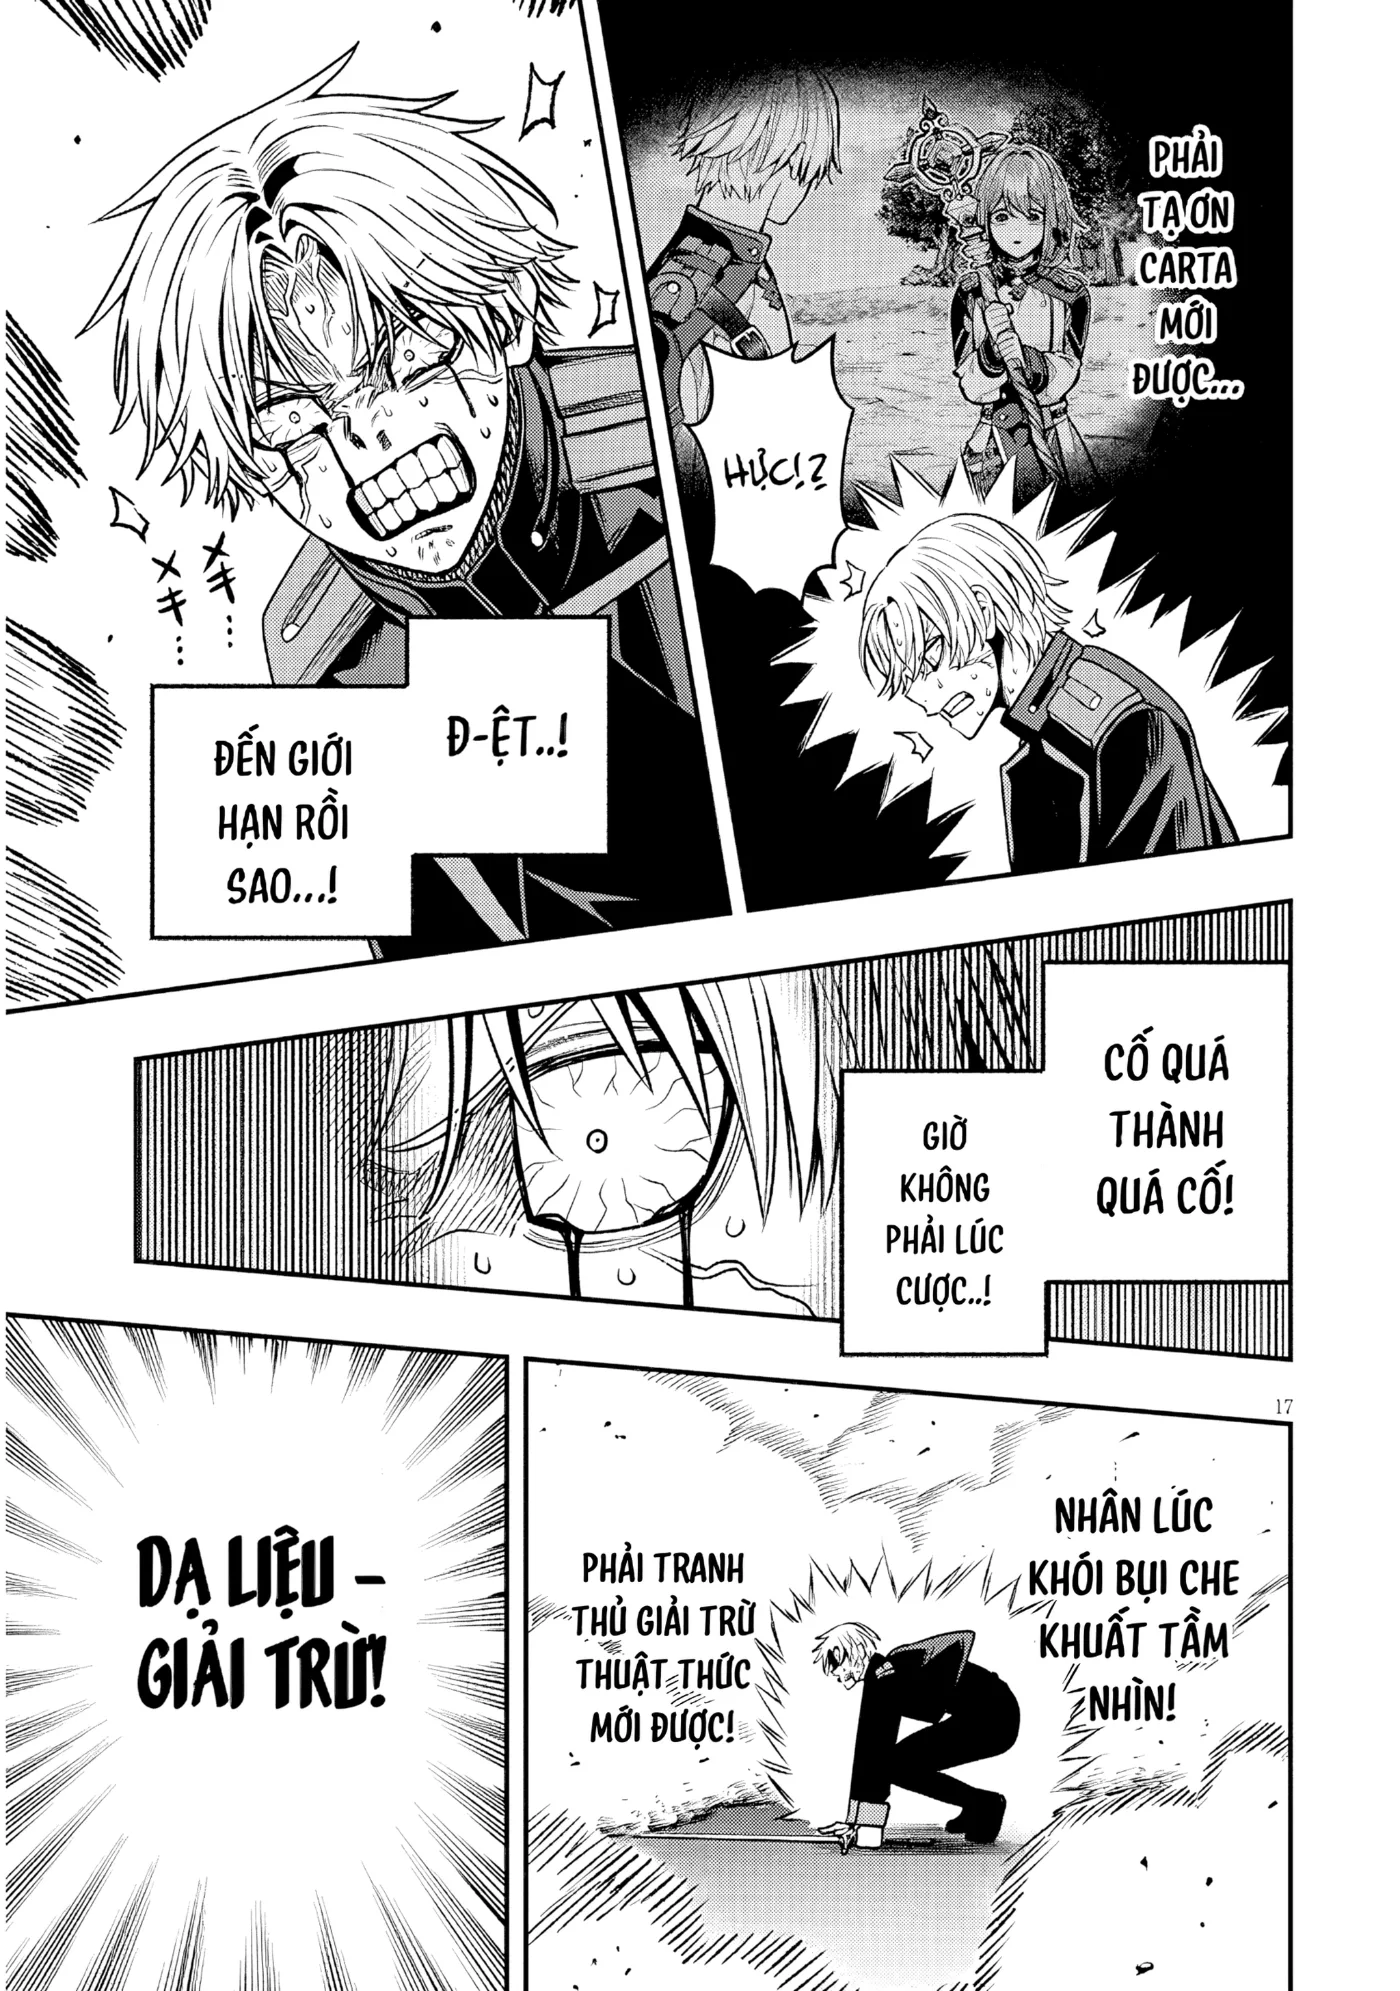 PHẢI
TẠ ƠN
CARTA
MỚI
ĐƯỢC...
HỰC!?
メキ...
メキ...
Đ-ỆT..!
ĐẾN GIỚI
HẠN RỒI
SAO...!
CỐ QUÁ
THÀNH
QUÁ CỐ!
GIỜ
KHÔNG
PHẢI LÚC
CƯỢC..!
17
NHÂN LÚC
KHÓI BỤI CHE
KHUẤT TẦM
NHÌN!
PHẢI TRANH
THỦ GIẢI TRỪ
THUẬT THỨC
MỚI ĐƯỢC!
DẠ LIỆU -
GIẢI TRỪ!